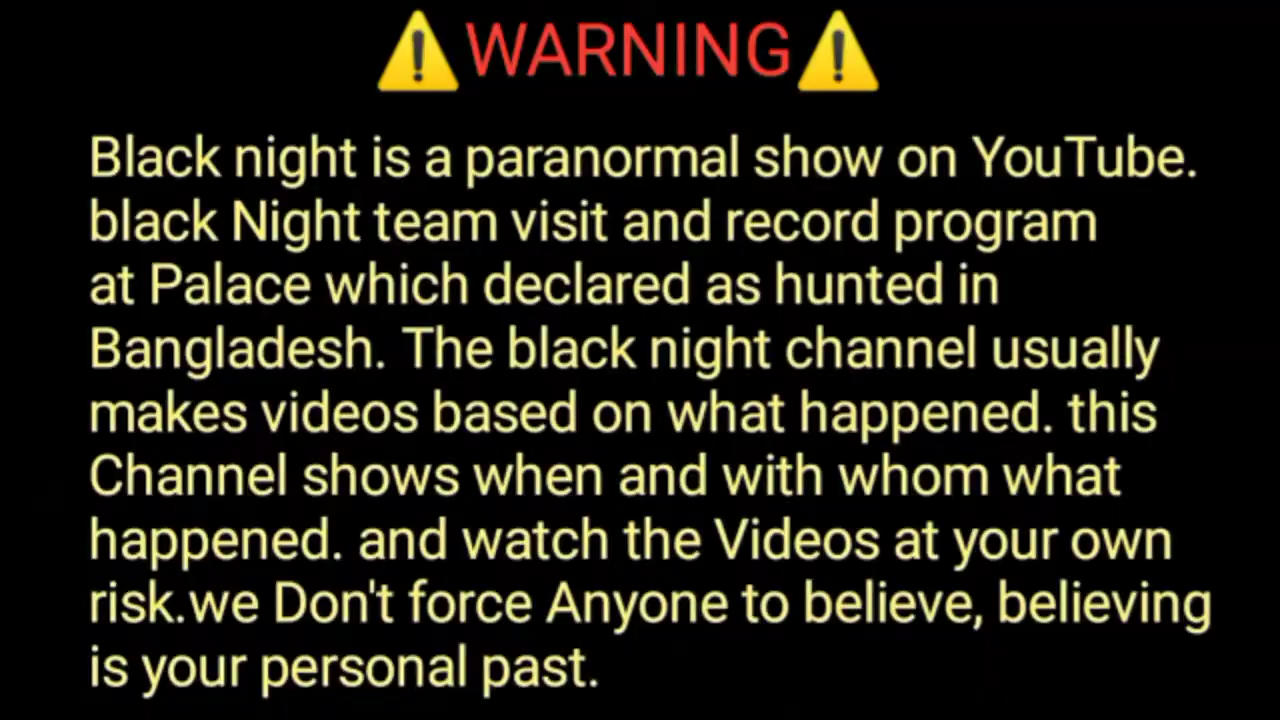 ⚠️WARNING⚠️
Black night is a paranormal show on YouTube.
black Night team visit and record program
at Palace which declared as hunted in
Bangladesh. The black night channel usually
makes videos based on what happened. this
Channel shows when and with whom what
happened. and watch the Videos at your own
risk.we Don't force Anyone to believe, believing
is your personal past.